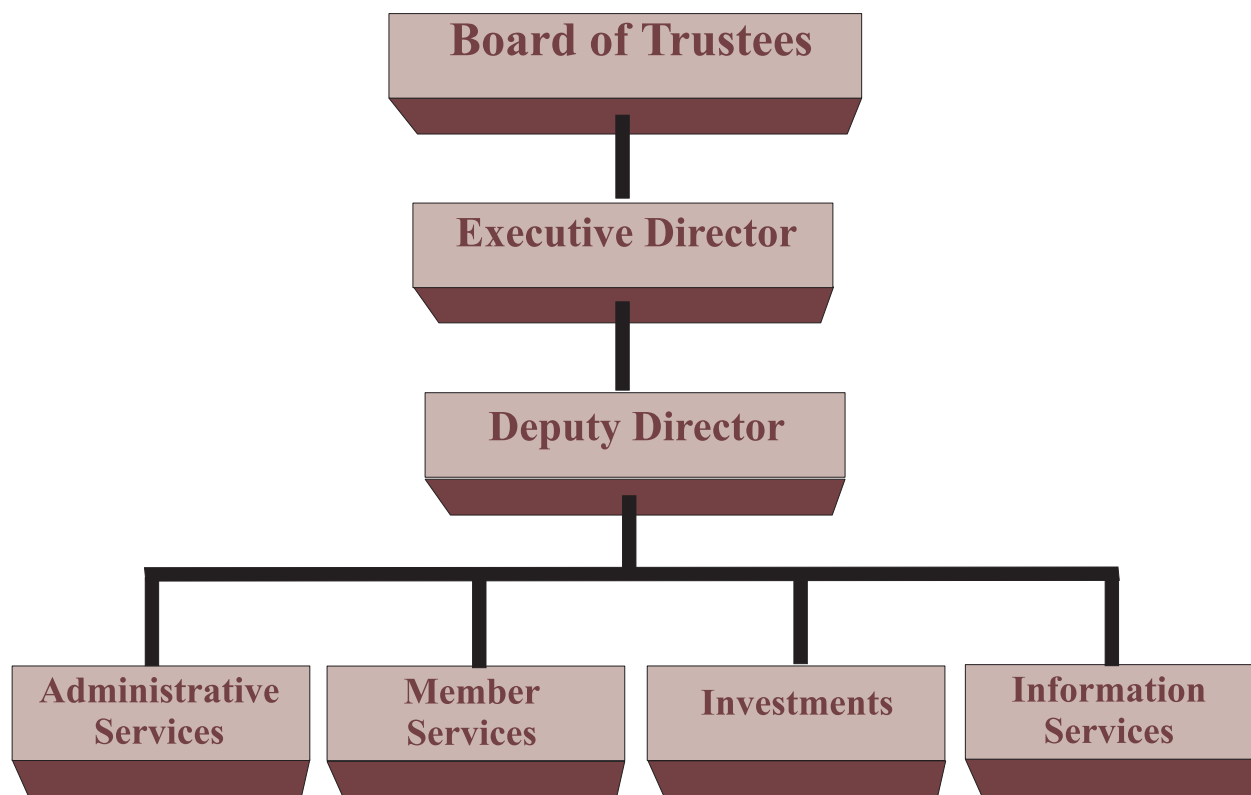 Board of Trustees
Executive Director
Deputy Director
Administrative
Services
Member
Services
Investments
Information
Services